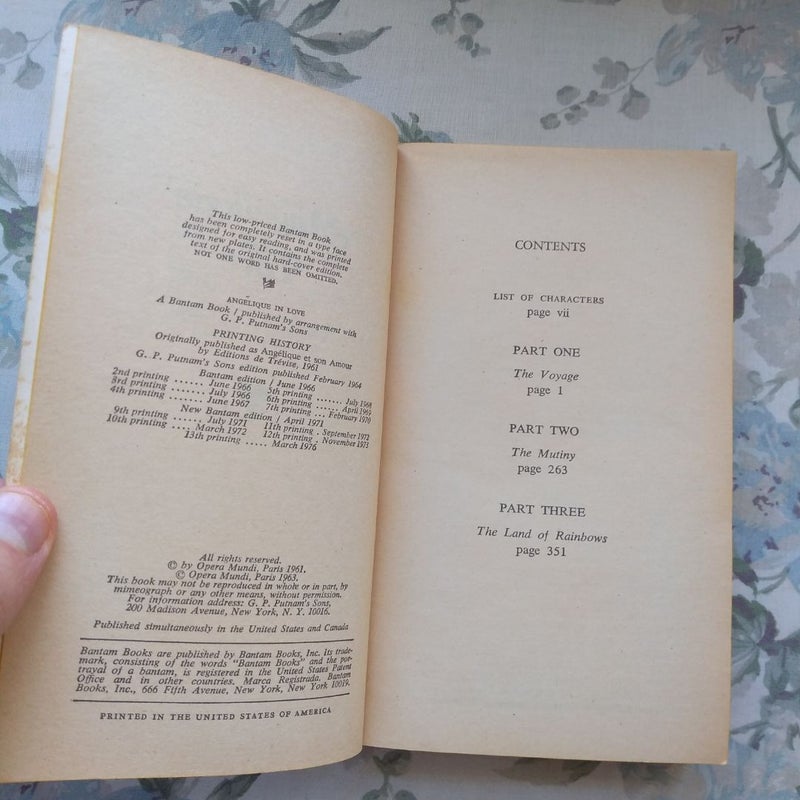 This low-priced Bantam Book
has been completely reset in a type face
designed for easy reading, and was printed
from new plates. It contains the complete
text of the original hard-cover edition.
NOT ONE WORD HAS BEEN OMITTED.
ANGÉLIQUE IN LOVE
A Bantam Book / published by arrangement with
G. P. Putnam's Sons
PRINTING HISTORY
Originally published as Angélique et son Amour
by Editions de Trévise, 1961
G. P. Putnam's Sons edition published February 1964
Bantam edition / June 1966
2nd printing ...... June 1966 5th printing ....... July 1968
3rd printing ...... July 1966 6th printing ...... April 1969
4th printing ...... June 1967 7th printing ... February 1970
New Bantam edition / April 1971
9th printing ...... July 1971 11th printing . September 1972
10th printing ..... March 1972 12th printing . November 1973
13th printing ..... March 1976
All rights reserved.
© by Opera Mundi, Paris 1961.
© Opera Mundi, Paris 1963.
This book may not be reproduced in whole or in part, by
mimeograph or any other means, without permission.
For information address: G. P. Putnam's Sons,
200 Madison Avenue, New York, N. Y. 10016.
Published simultaneously in the United States and Canada
Bantam Books are published by Bantam Books, Inc. Its trade-
mark, consisting of the words "Bantam Books" and the por-
trayal of a bantam, is registered in the United States Patent
Office and in other countries. Marca Registrada. Bantam
Books, Inc., 666 Fifth Avenue, New York, New York 10019.
PRINTED IN THE UNITED STATES OF AMERICA
CONTENTS
LIST OF CHARACTERS
page vii
PART ONE
The Voyage
page 1
PART TWO
The Mutiny
page 263
PART THREE
The Land of Rainbows
page 351